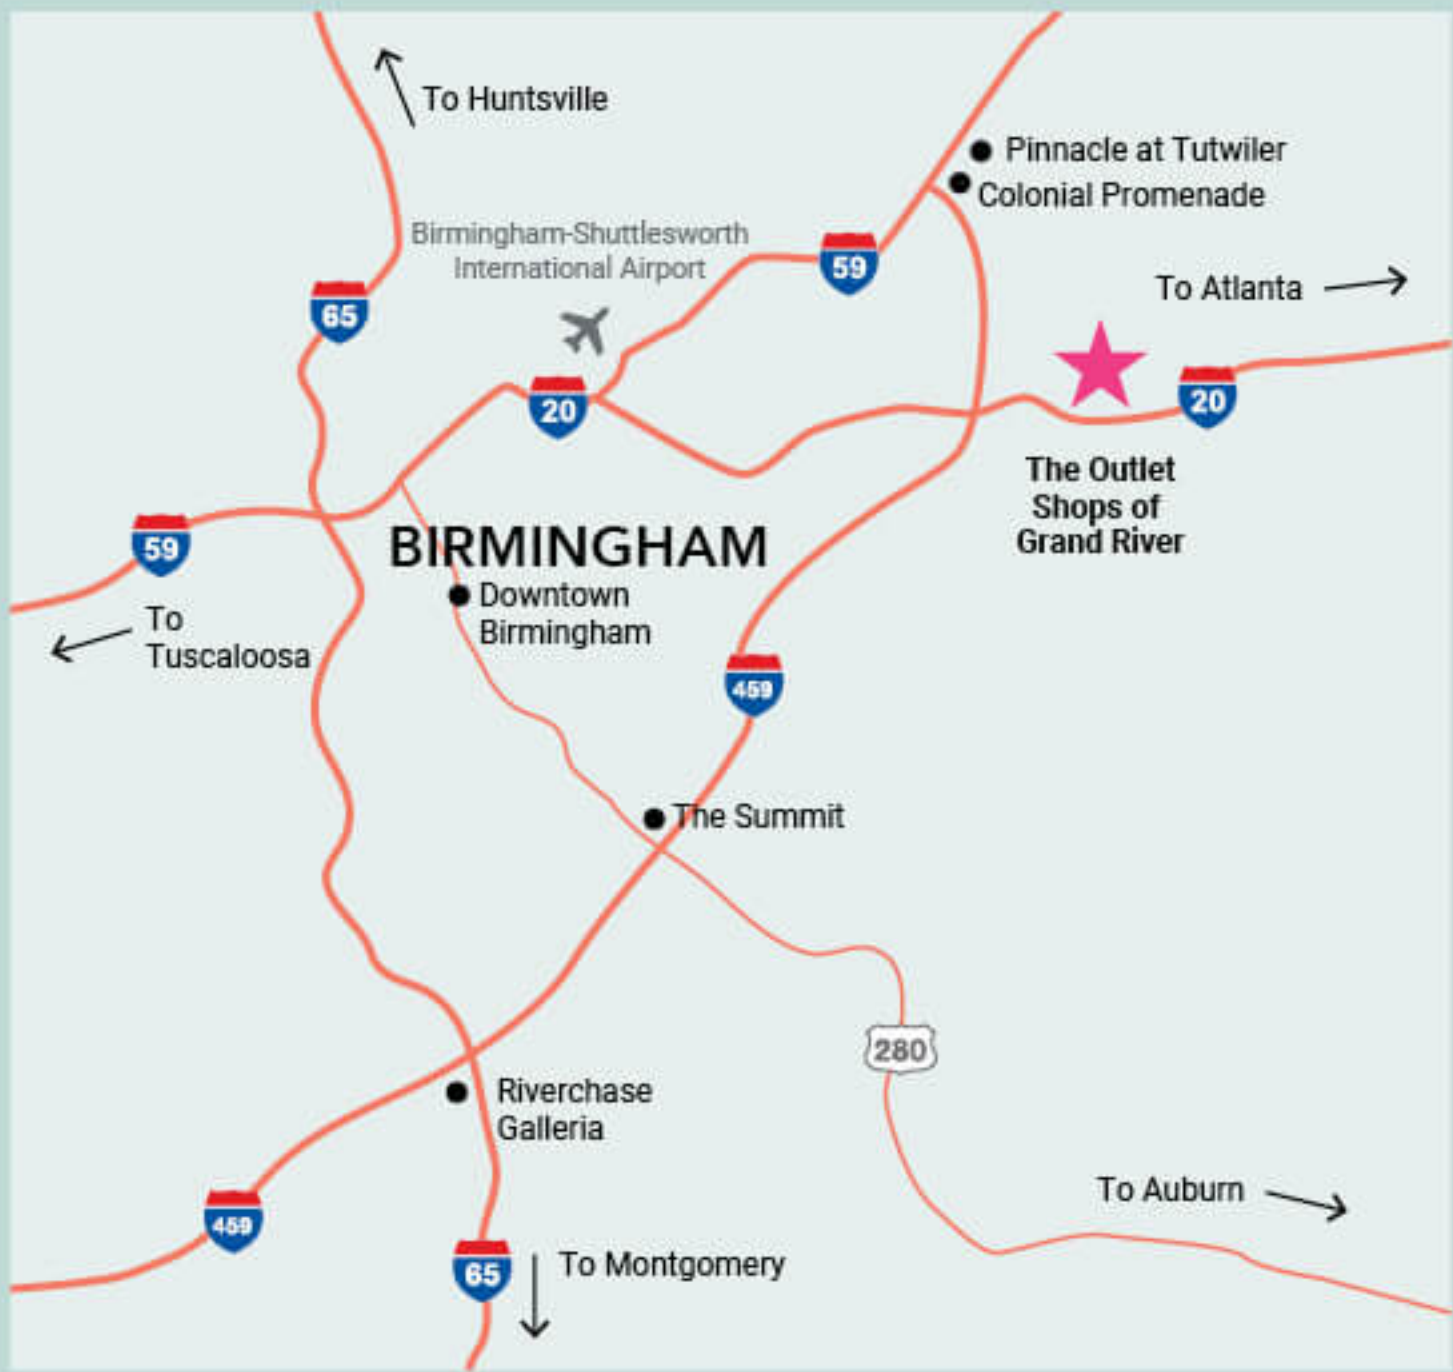 To Huntsville
Pinnacle at Tutwiler
Colonial Promenade
Birmingham-Shuttlesworth
International Airport
59
To Atlanta
65
20
20
The Outlet
Shops of
Grand River
59
BIRMINGHAM
Downtown
Birmingham
To
Tuscaloosa
459
The Summit
280
Riverchase
Galleria
To Auburn
459
65
To Montgomery